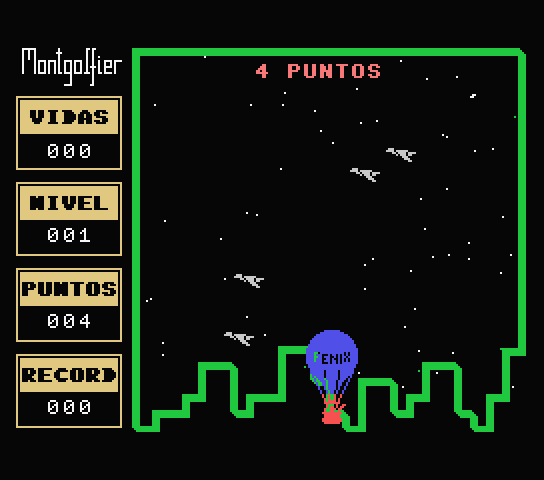 Montgolfier
4 PUNTOS
VIDAS
000
NIVEL
001
PUNTOS
004
RECORD
000
FENIX